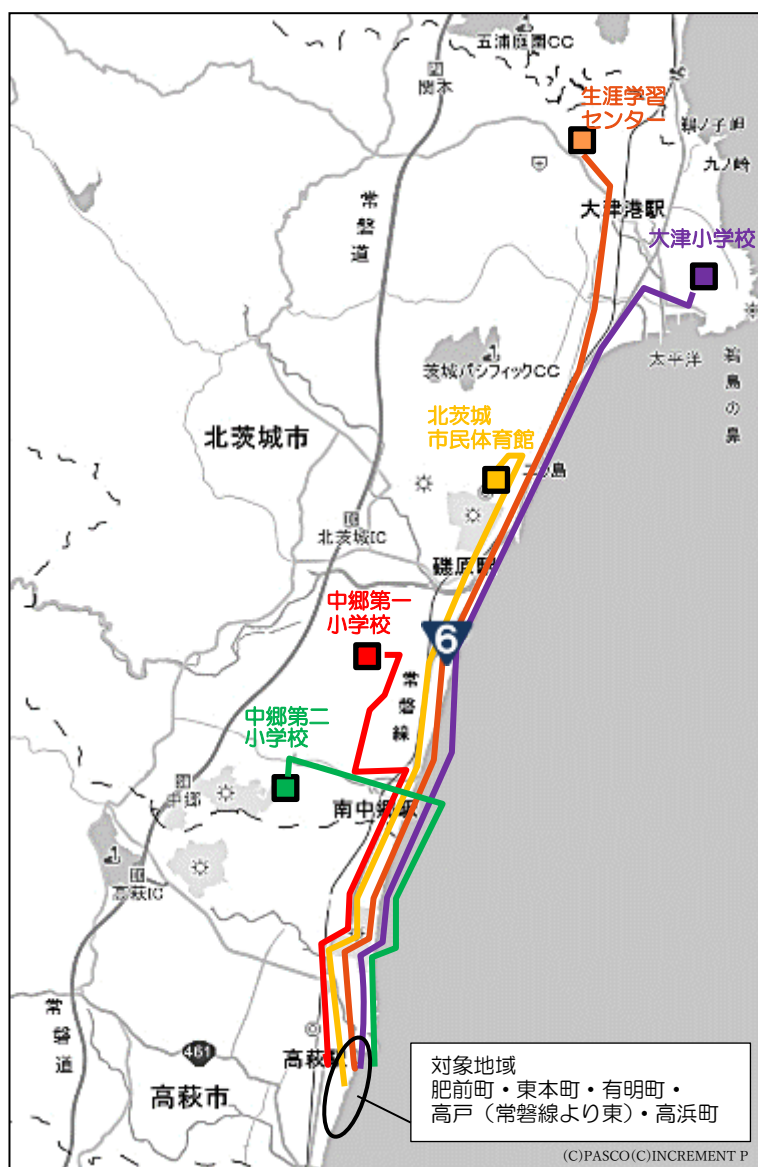 五浦庭園CC
関本
生涯学習
センター
鵜ノ子岬
九ノ崎
常磐道
大津港駅
大津小学校
茨城パシフィックCC
太平洋
鵜島の鼻
北茨城市
北茨城
市民体育館
二ッ島
北茨城IC
磯原駅
中郷第一
小学校
6
常磐線
中郷第二
小学校
中郷
南中郷駅
高萩IC
常磐道
461
高萩駅
高萩市
対象地域
肥前町・東本町・有明町・
高戸（常磐線より東）・高浜町
(C)PASCO(C)INCREMENT P